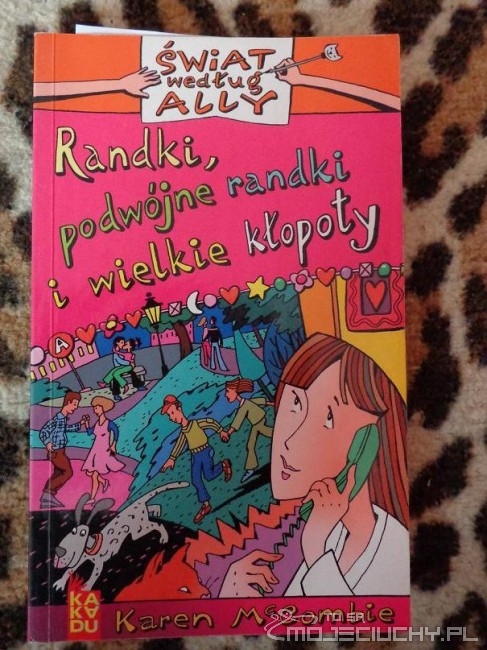 ŚWiAT
według
ALLY
Randki,
podwójne randki
i wielkie kłopoty
A
KA
KA
DU
Karen McCombie
MOJECIUCHY.PL